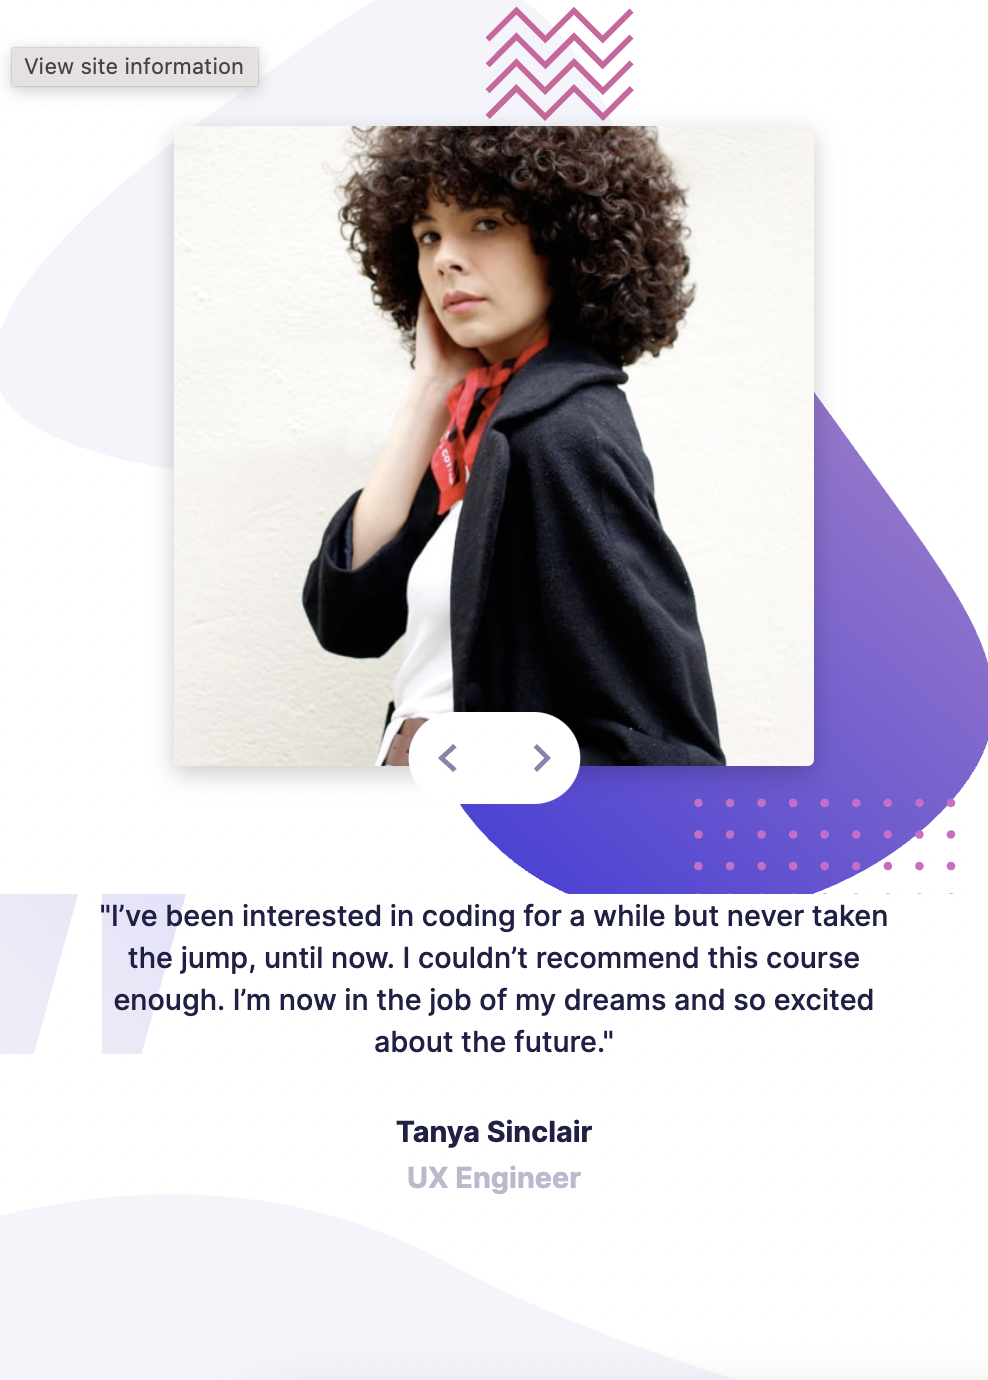 View site information
"I’ve been interested in coding for a while but never taken
the jump, until now. I couldn’t recommend this course
enough. I’m now in the job of my dreams and so excited
about the future."
Tanya Sinclair
UX Engineer